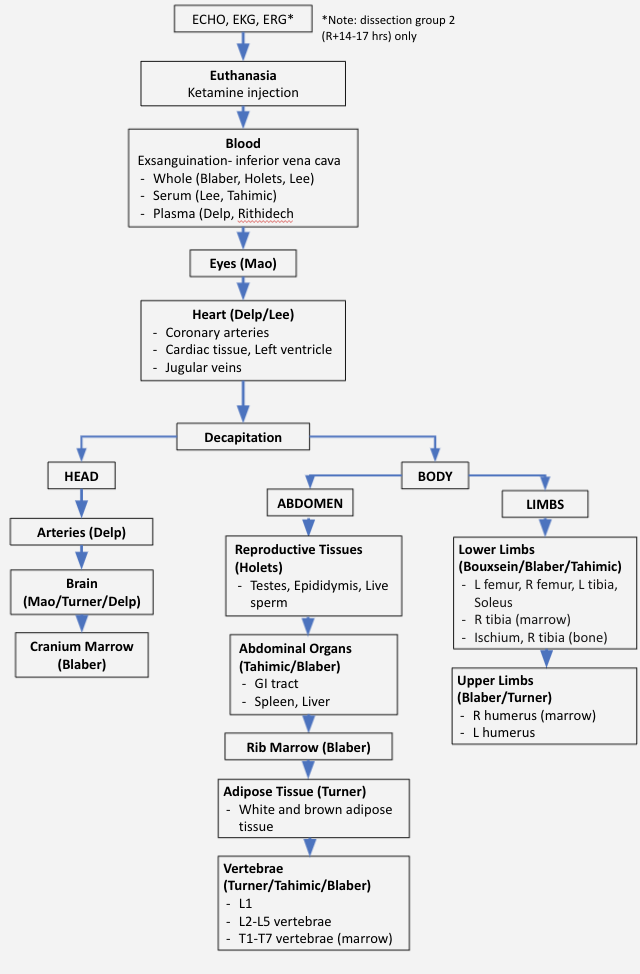 ECHO, EKG, ERG*
*Note: dissection group 2
(R+14-17 hrs) only
Euthanasia
Ketamine injection
Blood
Exsanguination- inferior vena cava
- Whole (Blaber, Holets, Lee)
- Serum (Lee, Tahimic)
- Plasma (Delp, Rithidech
Eyes (Mao)
Heart (Delp/Lee)
- Coronary arteries
- Cardiac tissue, Left ventricle
- Jugular veins
Decapitation
HEAD
Arteries (Delp)
Brain
(Mao/Turner/Delp)
Cranium Marrow
(Blaber)
BODY
ABDOMEN
Reproductive Tissues
(Holets)
- Testes, Epididymis, Live
sperm
Abdominal Organs
(Tahimic/Blaber)
- GI tract
- Spleen, Liver
Rib Marrow (Blaber)
Adipose Tissue (Turner)
- White and brown adipose
tissue
Vertebrae
(Turner/Tahimic/Blaber)
- L1
- L2-L5 vertebrae
- T1-T7 vertebrae (marrow)
LIMBS
Lower Limbs
(Bouxsein/Blaber/Tahimic)
- L femur, R femur, L tibia,
Soleus
- R tibia (marrow)
- Ischium, R tibia (bone)
Upper Limbs
(Blaber/Turner)
- R humerus (marrow)
- L humerus